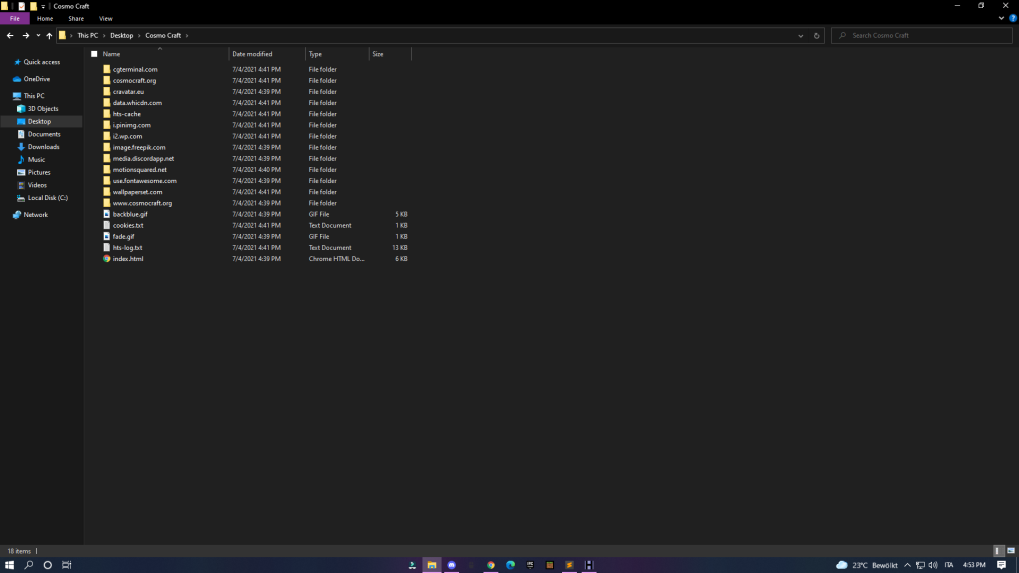 Cosmo Craft
File Home Share View
This PC Desktop Cosmo Craft Search Cosmo Craft
Name Date modified Type Size
Quick access
OneDrive
This PC
3D Objects
Desktop
Documents
Downloads
Music
Pictures
Videos
Local Disk (C:)
Network
cgterminal.com 7/4/2021 4:41 PM File folder
cosmocraft.org 7/4/2021 4:41 PM File folder
cravatar.eu 7/4/2021 4:39 PM File folder
data.whicdn.com 7/4/2021 4:41 PM File folder
hts-cache 7/4/2021 4:41 PM File folder
i.pinimg.com 7/4/2021 4:41 PM File folder
i2.wp.com 7/4/2021 4:41 PM File folder
image.freepik.com 7/4/2021 4:39 PM File folder
media.discordapp.net 7/4/2021 4:39 PM File folder
motionsquared.net 7/4/2021 4:40 PM File folder
use.fontawesome.com 7/4/2021 4:39 PM File folder
wallpaperset.com 7/4/2021 4:41 PM File folder
www.cosmocraft.org 7/4/2021 4:39 PM File folder
backblue.gif 7/4/2021 4:39 PM GIF File 5 KB
cookies.txt 7/4/2021 4:41 PM Text Document 1 KB
fade.gif 7/4/2021 4:39 PM GIF File 1 KB
hts-log.txt 7/4/2021 4:41 PM Text Document 13 KB
index.html 7/4/2021 4:39 PM Chrome HTML Do... 6 KB
18 items
23°C Bewölkt ITA 4:53 PM